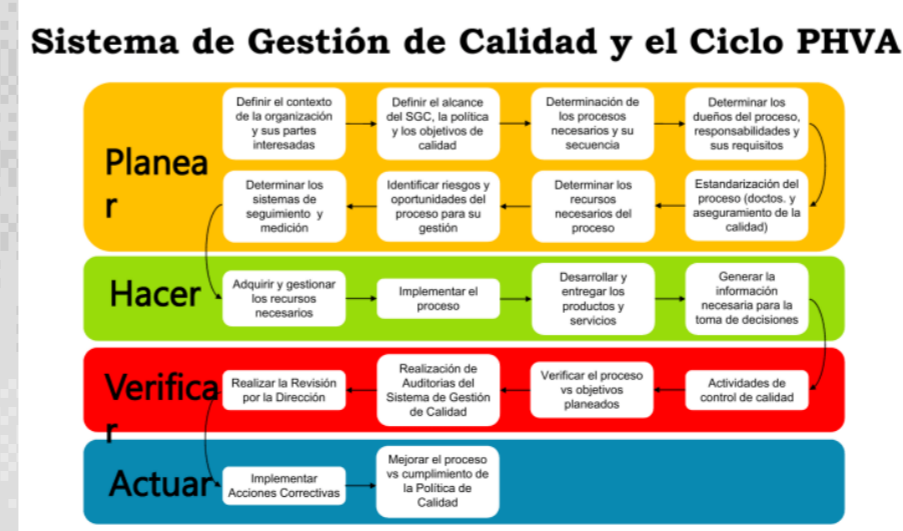 Sistema de Gestión de Calidad y el Ciclo PHVA
Planea
r
Definir el contexto
de la organización
y sus partes
interesadas
Definir el alcance
del SGC, la política
y los objetivos de
calidad
Determinación de
los procesos
necesarios y su
secuencia
Determinar los
dueños del proceso,
responsabilidades y
sus requisitos
Estandarización del
proceso (doctos. y
aseguramiento de la
calidad)
Determinar los
recursos
necesarios del
proceso
Identificar riesgos y
oportunidades del
proceso para su
gestión
Determinar los
sistemas de
seguimiento y
medición
Hacer
Adquirir y gestionar
los recursos
necesarios
Implementar el
proceso
Desarrollar y
entregar los
productos y
servicios
Generar la
información
necesaria para la
toma de decisiones
Verifica
r
Actividades de
control de calidad
Verificar el proceso
vs objetivos
planeados
Realización de
Auditorias del
Sistema de Gestión
de Calidad
Realizar la Revisión
por la Dirección
Actuar
Implementar
Acciones Correctivas
Mejorar el proceso
vs cumplimiento de
la Política de
Calidad